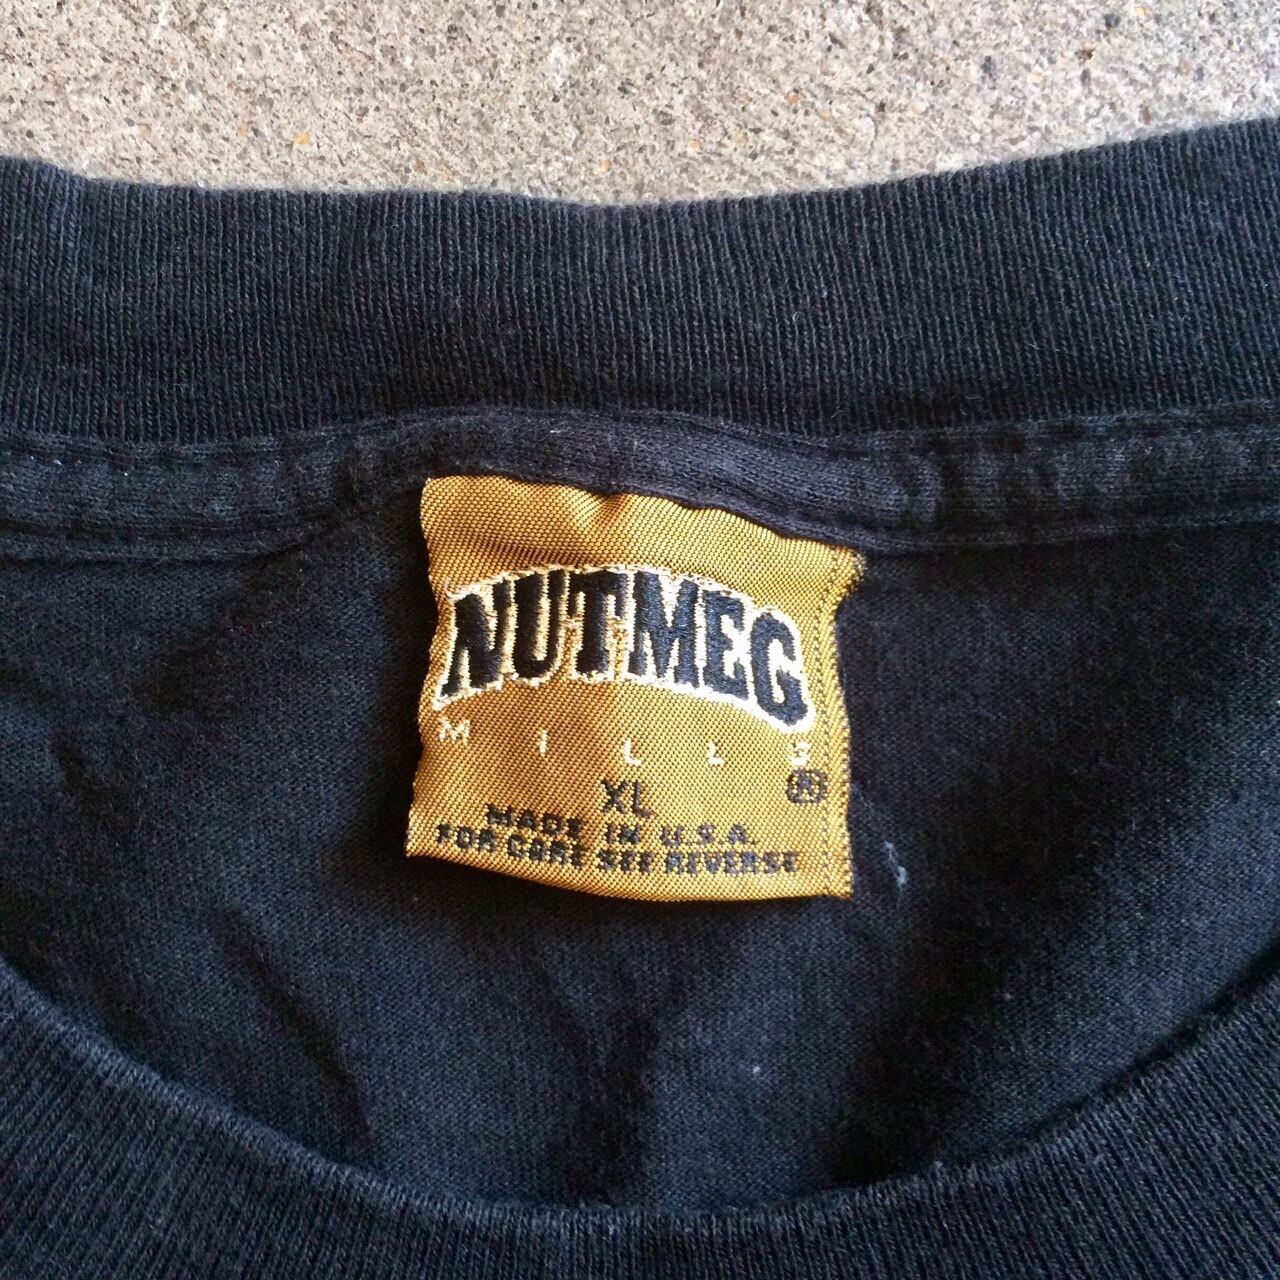 NUTMEG
MILLS
®
XL
MADE IN U.S.A
FOR CARE SEE REVERSE